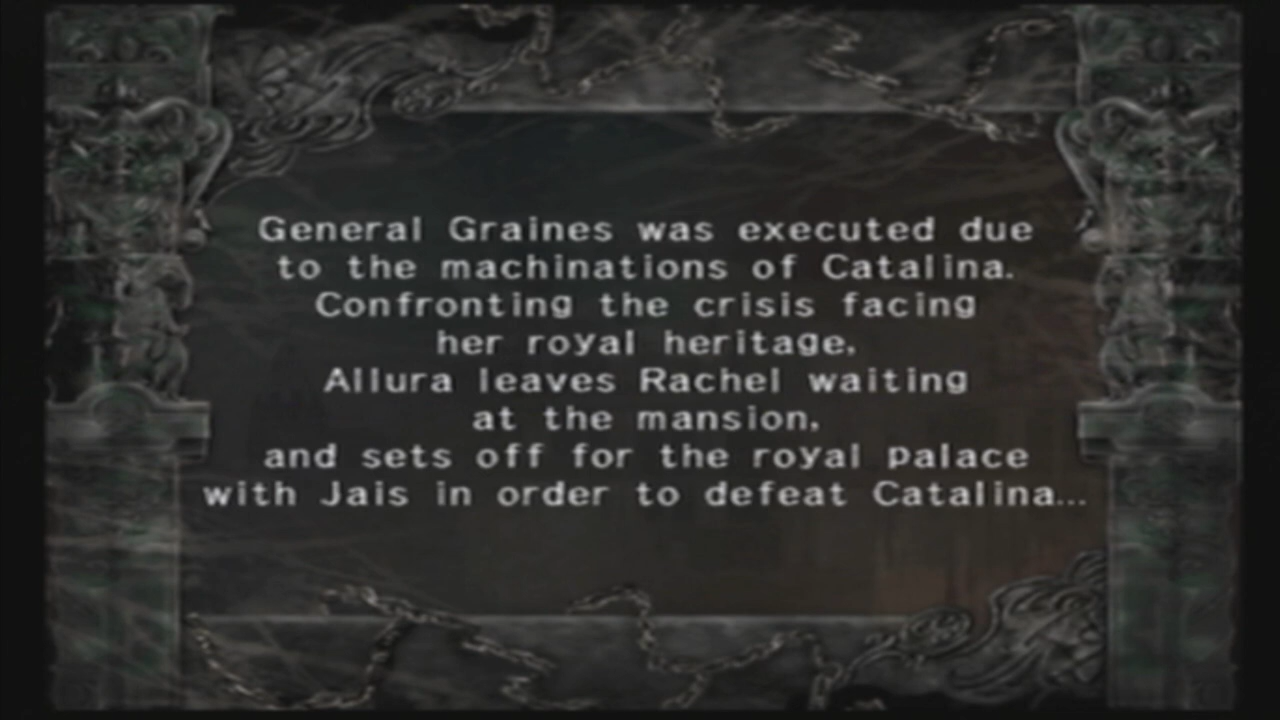 General Graines was executed due
to the machinations of Catalina.
Confronting the crisis facing
her royal heritage,
Allura leaves Rachel waiting
at the mansion,
and sets off for the royal palace
with Jais in order to defeat Catalina...